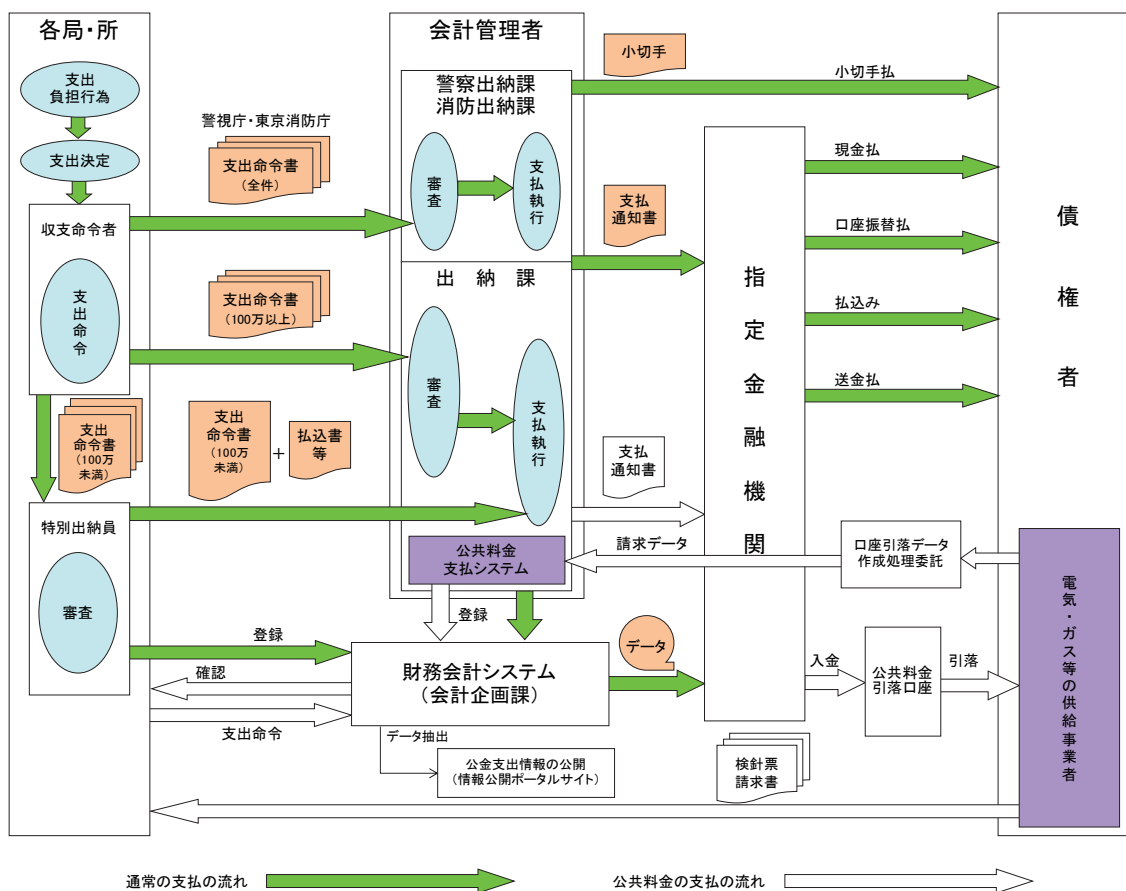 各局・所
支出
負担行為
支出決定
収支命令者
支出命令
支出
命令書
(100万
未満)
特別出納員
審査
警視庁・東京消防庁
支出命令書
(全件)
支出命令書
(100万以上)
支出
命令書
(100万
未満)
+
払込書
等
登録
確認
支出命令
会計管理者
警察出納課
消防出納課
審査
支払執行
出納課
審査
支払執行
公共料金
支払システム
登録
財務会計システム
(会計企画課)
データ抽出
公金支出情報の公開
(情報公開ポータルサイト)
小切手
小切手払
支払
通知書
支払
通知書
請求データ
データ
指定金融機関
現金払
口座振替払
払込み
送金払
口座引落データ
作成処理委託
入金
公共料金
引落口座
引落
検針票
請求書
債権者
電気・ガス等の供給事業者
通常の支払の流れ
公共料金の支払の流れ